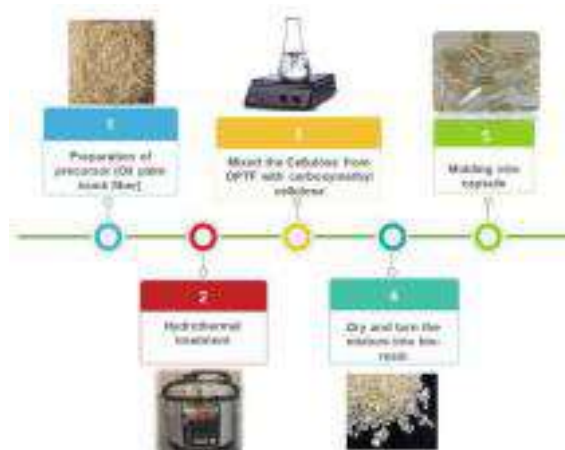 1
Preparation of
precursor (Oil palm
trunk fiber)
2
Hydrothermal
treatment
3
Mixed the Cellulose from
OPTF with carboxymethyl
cellulose
4
Dry and turn the
mixture into bio-
resin
5
Molding into
capsule